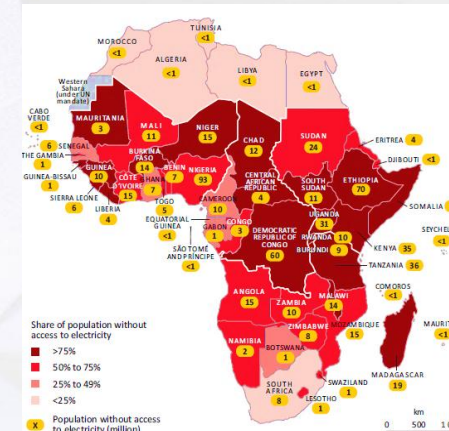 TUNISIA
<1
MOROCCO
<1
ALGERIA
<1
LIBYA
<1
EGYPT
<1
Western
Sahara
(under UN
mandate)
CABO
VERDE
<1
MAURITANIA
3
MALI
11
NIGER
15
CHAD
12
SUDAN
24
ERITREA 4
DJIBOUTI <1
6 SENEGAL
THE GAMBIA
1
GUINEA-BISSAU
1
GUINEA
10
SIERRA LEONE
6
LIBERIA
4
CÔTE
D'IVOIRE
15
BURKINA
FASO
14
GHANA
7
TOGO
5
BENIN
7
NIGERIA
93
CAMEROON
10
CENTRAL
AFRICAN
REPUBLIC
4
SOUTH
SUDAN
11
ETHIOPIA
70
SOMALIA
EQUATORIAL
GUINEA
<1
SÃO TOMÉ
AND PRÍNCIPE
<1
GABON
1
CONGO
3
DEMOCRATIC
REPUBLIC OF
CONGO
60
UGANDA
31
RWANDA 10
BURUNDI 9
KENYA 35
TANZANIA 36
SEYCHEL
<1
COMOROS
<1
ANGOLA
15
ZAMBIA
10
MALAWI
14
MOZAMBIQUE
15
ZIMBABWE
8
NAMIBIA
2
BOTSWANA
1
MAURIT
<1
MADAGASCAR
19
SWAZILAND
1
LESOTHO
1
SOUTH
AFRICA
8
Share of population without
access to electricity
>75%
50% to 75%
25% to 49%
<25%
X Population without access
to electricity (million)
km
0 500